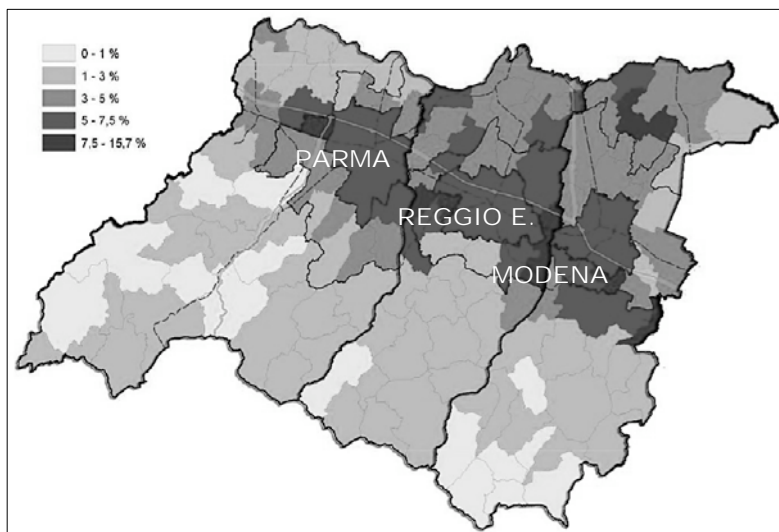 0 - 1 %
1 - 3 %
3 - 5 %
5 - 7,5 %
7,5 - 15,7 %
PARMA
REGGIO E.
MODENA